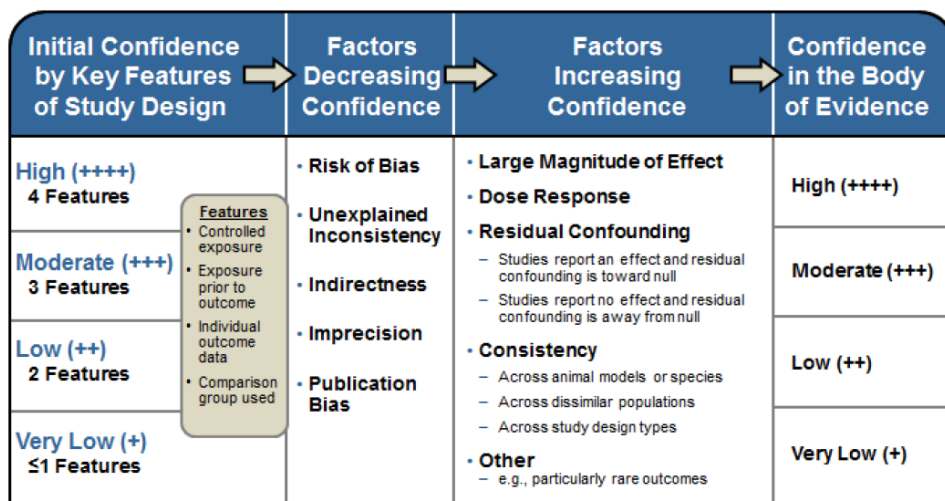 Initial Confidence
by Key Features
of Study Design
Factors
Decreasing
Confidence
Factors
Increasing
Confidence
Confidence
in the Body
of Evidence
High (++++)
4 Features
Moderate (+++)
3 Features
Low (++)
2 Features
Very Low (+)
≤1 Features
Features
• Controlled
exposure
• Exposure
prior to
outcome
• Individual
outcome
data
• Comparison
group used
• Risk of Bias
• Unexplained
Inconsistency
• Indirectness
• Imprecision
• Publication
Bias
• Large Magnitude of Effect
• Dose Response
• Residual Confounding
– Studies report an effect and residual
confounding is toward null
– Studies report no effect and residual
confounding is away from null
• Consistency
– Across animal models or species
– Across dissimilar populations
– Across study design types
• Other
– e.g., particularly rare outcomes
High (++++)
Moderate (+++)
Low (++)
Very Low (+)